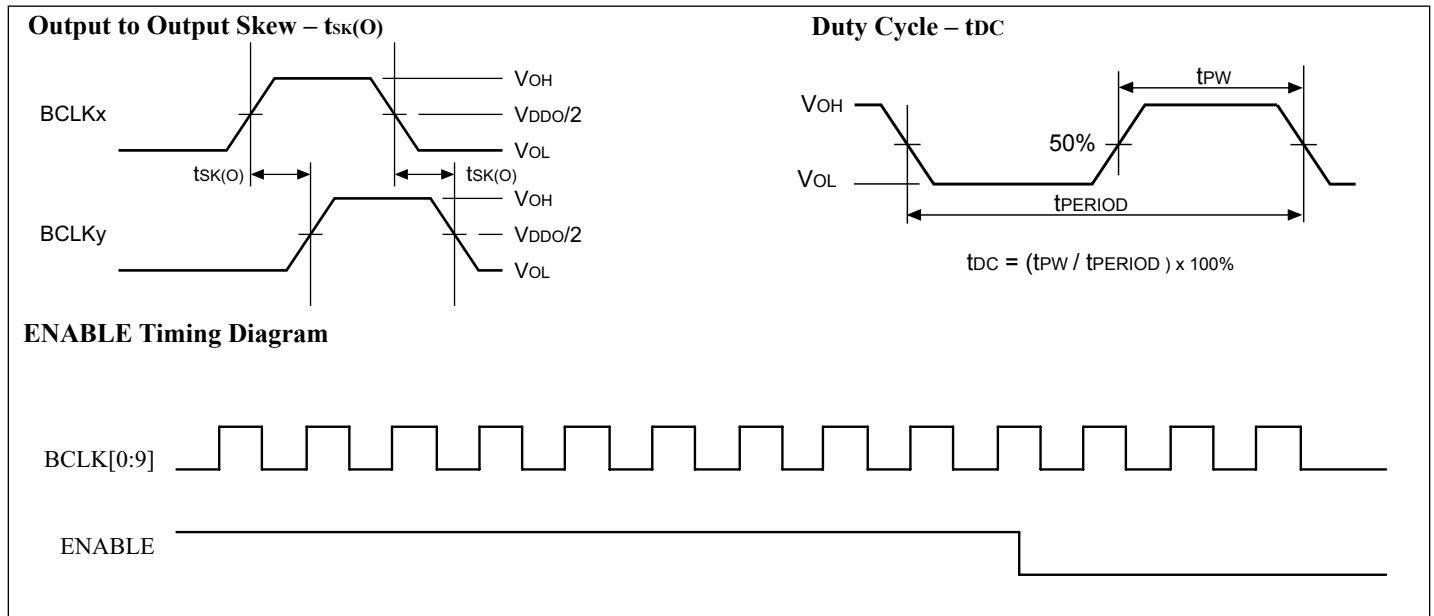 Output to Output Skew – tSK(O)
BCLKx
VOH
VDDO/2
VOL
tSK(O)
tSK(O)
BCLKy
VOH
VDDO/2
VOL
Duty Cycle – tDC
VOH
VOL
50%
tPW
tPERIOD
tDC = (tPW / tPERIOD ) x 100%
ENABLE Timing Diagram
BCLK[0:9]
ENABLE